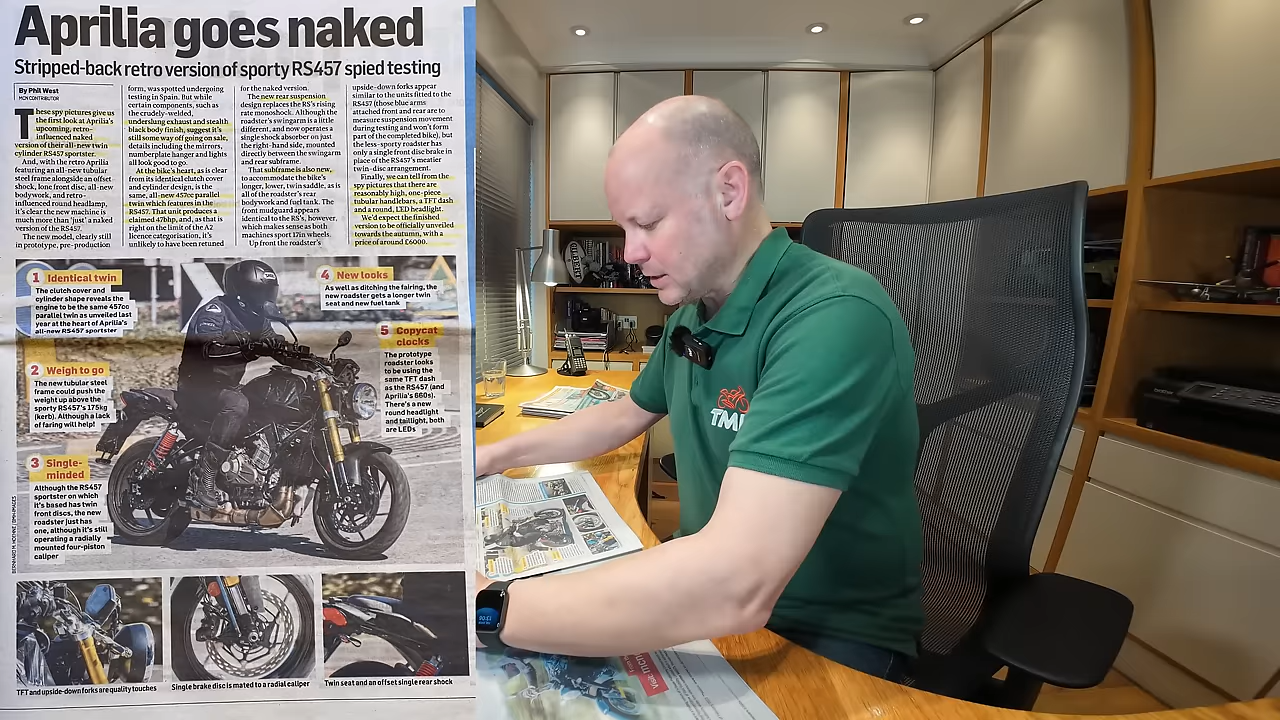 Aprilia goes naked
Stripped-back retro version of sporty RS457 spied testing
By Phil West
MCN CONTRIBUTOR
These spy pictures give us
the first look at Aprilia's
upcoming, retro-
influenced naked
version of their all-new twin
cylinder RS457 sportster.
And, with the retro Aprilia
featuring an all-new tubular
steel frame alongside an offset
shock, lone front disc, all-new
bodywork, and retro-
influenced round headlamp,
it's clear the new machine is
much more than 'just' a naked
version of the RS457.
The new model, clearly still
in prototype, pre-production
form, was spotted undergoing
testing in Spain. But while
certain components, such as
the crudely-welded,
underslung exhaust and stealth
black body finish, suggest it's
still some way off going on sale,
details including the mirrors,
numberplate hanger and lights
all look good to go.
At the bike's heart, as is clear
from its identical clutch cover
and cylinder design, is the
same, all-new 457cc parallel
twin which features in the
RS457. That unit produces a
claimed 47bhp, and, as that is
right on the limit of the A2
licence categorisation, it's
unlikely to have been retuned
for the naked version.
The new rear suspension
design replaces the RS's rising
rate monoshock. Although the
roadster's swingarm is a little
different, and now operates a
single shock absorber on just
the right-hand side, mounted
directly between the swingarm
and rear subframe.
That subframe is also new,
to accommodate the bike's
longer, lower, twin saddle, as is
all of the roadster's rear
bodywork and fuel tank. The
front mudguard appears
identical to the RS's, however,
which makes sense as both
machines sport 17in wheels.
Up front the roadster's
upside-down forks appear
similar to the units fitted to the
RS457 (those blue arms
attached front and rear are to
measure suspension movement
during testing and won't form
part of the completed bike), but
the less-sporty roadster has
only a single front disc brake in
place of the RS457's meatier
twin-disc arrangement.
Finally, we can tell from the
spy pictures that there are
reasonably high, one-piece
tubular handlebars, a TFT dash
and a round, LED headlight.
We'd expect the finished
version to be officially unveiled
towards the autumn, with a
price of around £6000.
1 Identical twin
The clutch cover and
cylinder shape reveals the
engine to be the same 457cc
parallel twin as unveiled last
year at the heart of Aprilia's
all-new RS457 sportster
2 Weigh to go
The new tubular steel
frame could push the
weight up above the
sporty RS457's 175kg
(kerb). Although a lack
of faring will help!
3 Single-
minded
Although the RS457
sportster on which
it's based has twin
front discs, the new
roadster just has
one, although it's still
operating a radially
mounted four-piston
caliper
4 New looks
As well as ditching the fairing, the
new roadster gets a longer twin
seat and new fuel tank
5 Copycat
clocks
The prototype
roadster looks
to be using the
same TFT dash
as the RS457 (and
Aprilia's 660s).
There's a new
round headlight
and taillight, both
are LEDs
TFT and upside-down forks are quality touches
Single brake disc is mated to a radial caliper
Twin seat and an offset single rear shock
TMF
13:06